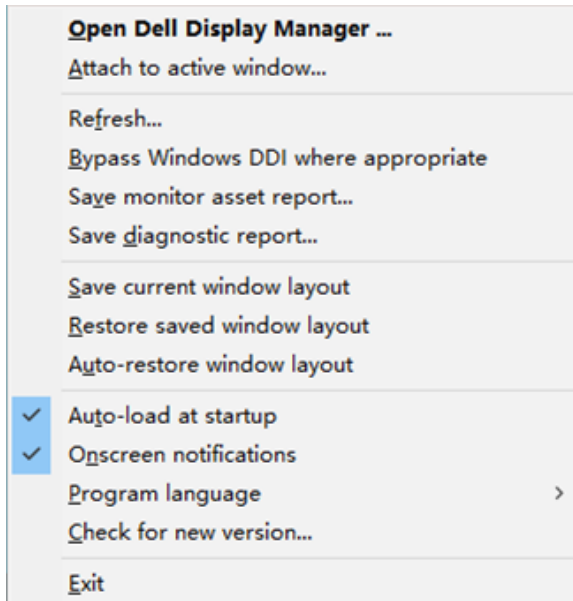 Open Dell Display Manager ...
Attach to active window...
Refresh...
Bypass Windows DDI where appropriate
Save monitor asset report...
Save diagnostic report...
Save current window layout
Restore saved window layout
Auto-restore window layout
Auto-load at startup
Onscreen notifications
Program language
Check for new version...
Exit